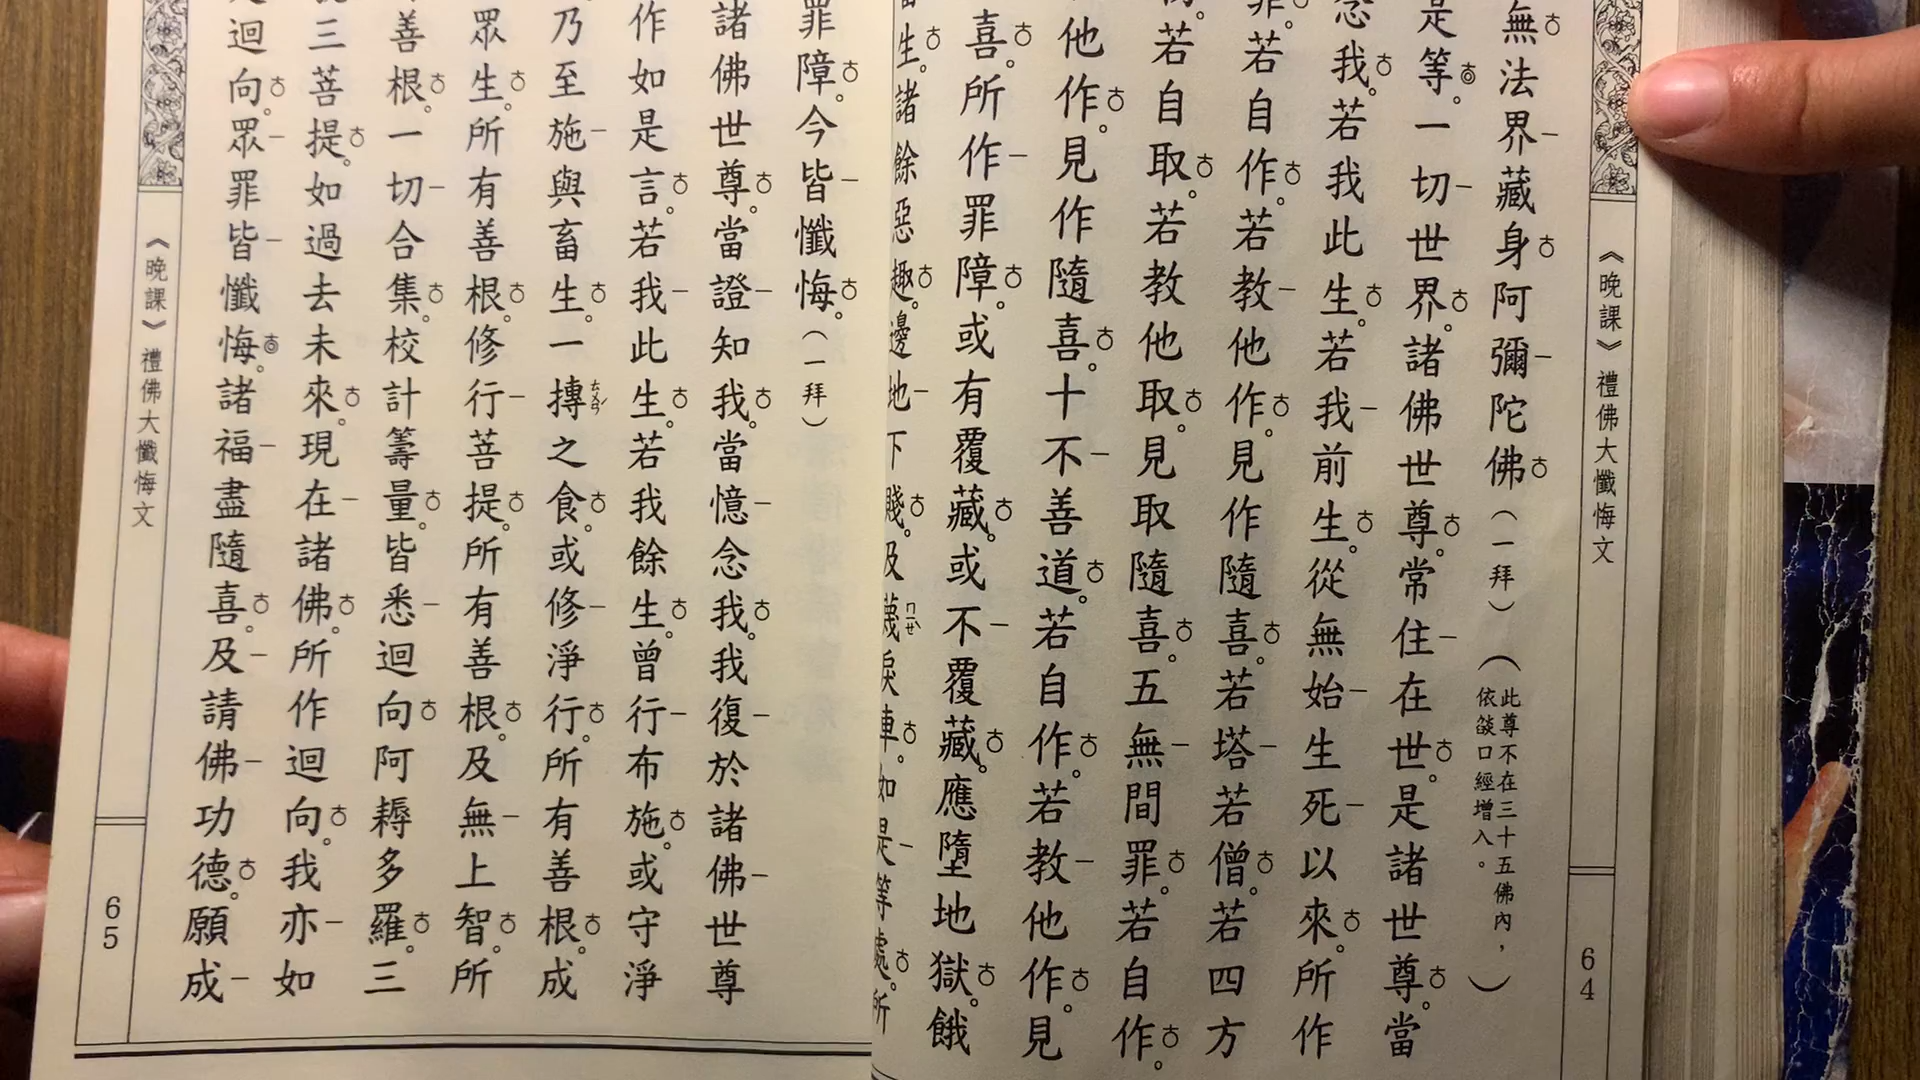 《晚課》禮佛大懺悔文
64
無法界藏身阿彌陀佛(一拜)(此尊不在三十五佛內,
依燄口經增入。)
是等。一切世界。諸佛世尊。常住在世。是諸世尊。當
念我。若我此生。若我前生。從無始生死以來。所作
罪。若自作。若教他作。見作隨喜。若塔若僧。若四方
若自取。若教他取。見取隨喜。五無間罪。若自作。
他作。見作隨喜。十不善道。若自作。若教他作。見
喜。所作罪障。或有覆藏。或不覆藏。應墮地獄。餓
生。諸餘惡趣。邊地下賤。及蔑戾車。如是等處。所
罪障。今皆懺悔。(一拜)
諸佛世尊。當證知我。當憶念我。我復於諸佛世尊
作如是言。若我此生。若我餘生。曾行布施。或守淨
乃至施與畜生。一摶ㄊㄨㄢˊ之食。或修淨行。所有善根。成
眾生。所有善根。修行菩提。所有善根。及無上智。所
善根。一切合集。校計籌量。皆悉迴向阿耨多羅。三
三菩提。如過去未來。現在諸佛。所作迴向。我亦如
迴向。眾罪皆懺悔。諸福盡隨喜。及請佛功德。願成
《晚課》禮佛大懺悔文
65